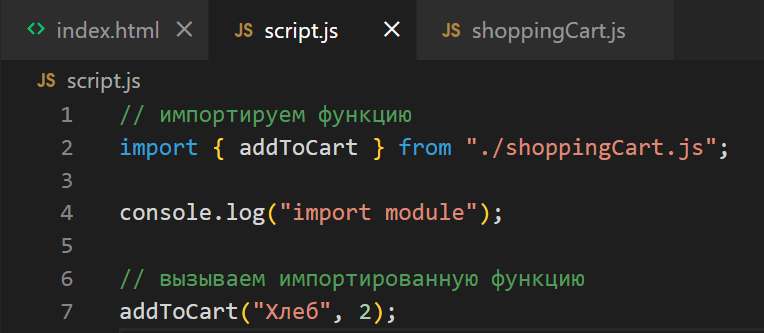 index.html
JS script.js
JS shoppingCart.js
JS script.js
1 // импортируем функцию
2 import { addToCart } from "./shoppingCart.js";
3
4 console.log("import module");
5
6 // вызываем импортированную функцию
7 addToCart("Хлеб", 2);